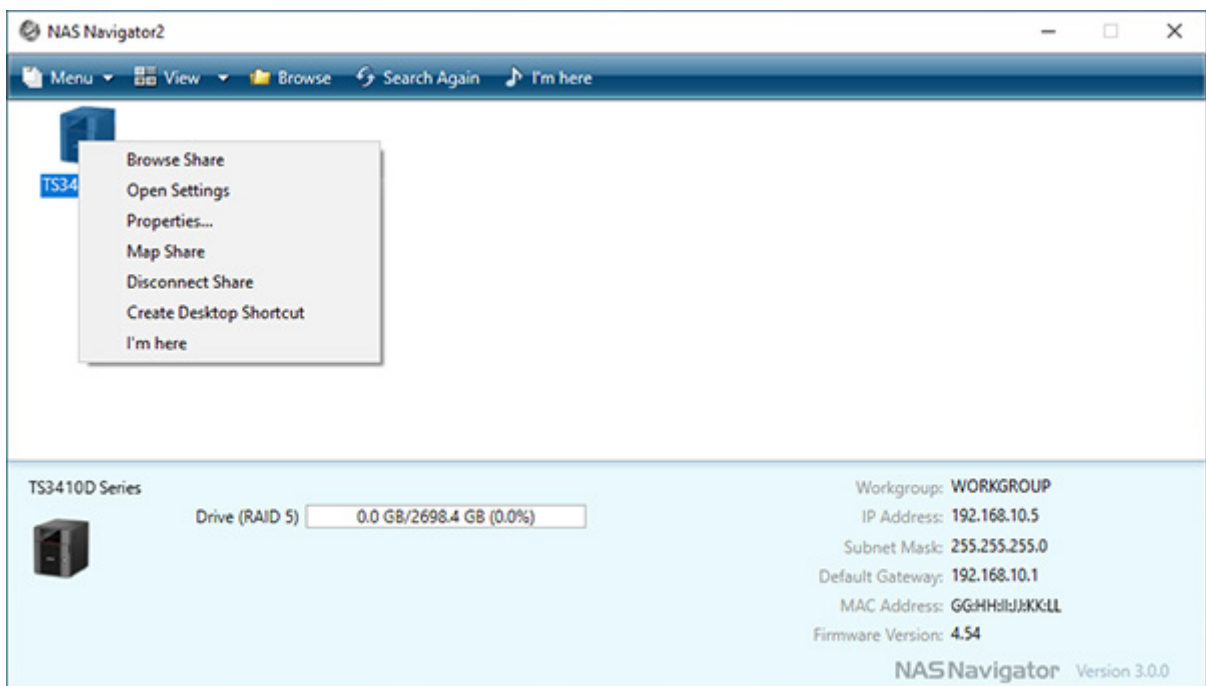 NAS Navigator2
Menu View Browse Search Again I'm here
TS34
Browse Share
Open Settings
Properties...
Map Share
Disconnect Share
Create Desktop Shortcut
I'm here
TS3410D Series
Drive (RAID 5) 0.0 GB/2698.4 GB (0.0%)
Workgroup: WORKGROUP
IP Address: 192.168.10.5
Subnet Mask: 255.255.255.0
Default Gateway: 192.168.10.1
MAC Address: GG:HH:II:JJ:KK:LL
Firmware Version: 4.54
NAS Navigator Version 3.0.0